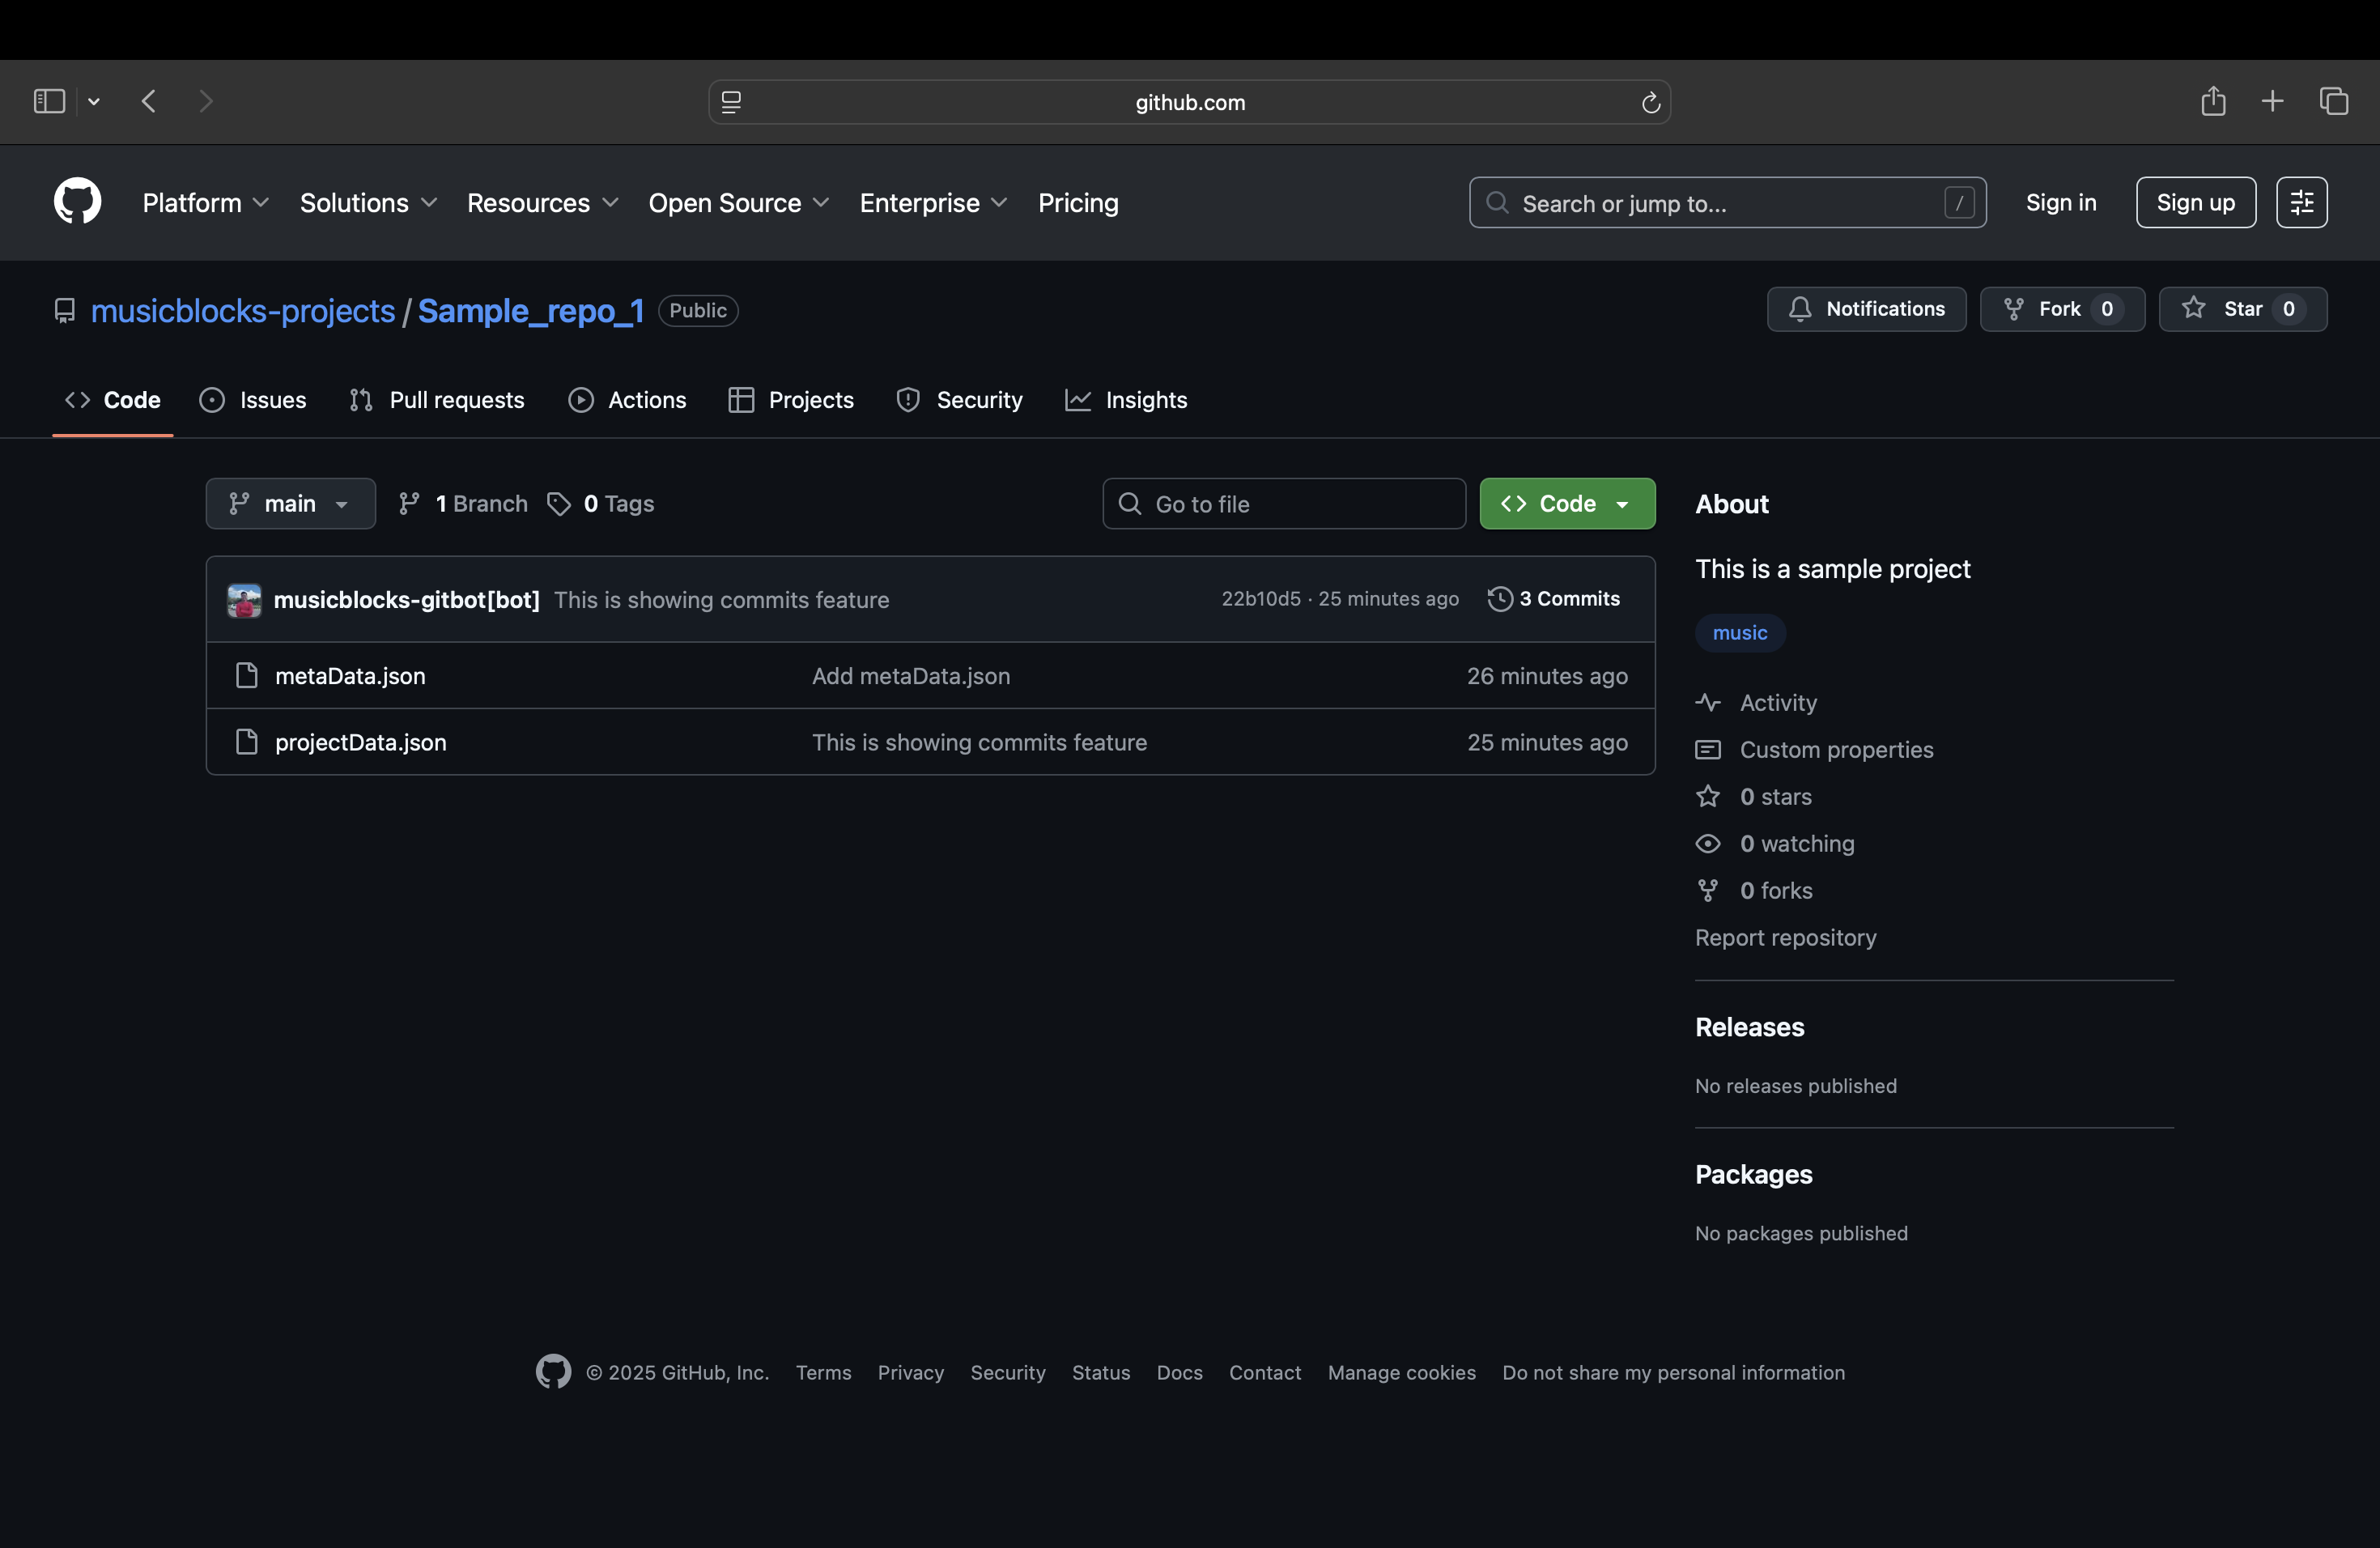 github.com
Platform Solutions Resources Open Source Enterprise Pricing Search or jump to... / Sign in Sign up
musicblocks-projects / Sample_repo_1 Public Notifications Fork 0 Star 0
Code Issues Pull requests Actions Projects Security Insights
main 1 Branch 0 Tags Go to file Code
musicblocks-gitbot[bot] This is showing commits feature 22b10d5 · 25 minutes ago 3 Commits
metaData.json Add metaData.json 26 minutes ago
projectData.json This is showing commits feature 25 minutes ago
About
This is a sample project
music
Activity
Custom properties
0 stars
0 watching
0 forks
Report repository
Releases
No releases published
Packages
No packages published
© 2025 GitHub, Inc. Terms Privacy Security Status Docs Contact Manage cookies Do not share my personal information